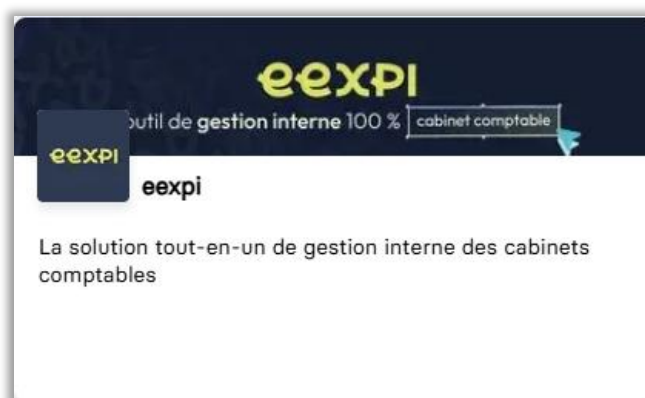 eexpi
outil de gestion interne 100 % cabinet comptable
eexpi
eexpi
La solution tout-en-un de gestion interne des cabinets
comptables